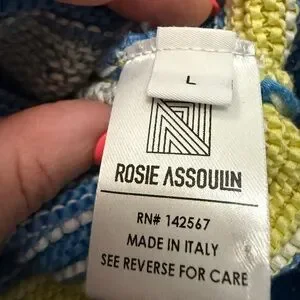 L
ROSIE ASSOULIN
RN# 142567
MADE IN ITALY
SEE REVERSE FOR CARE